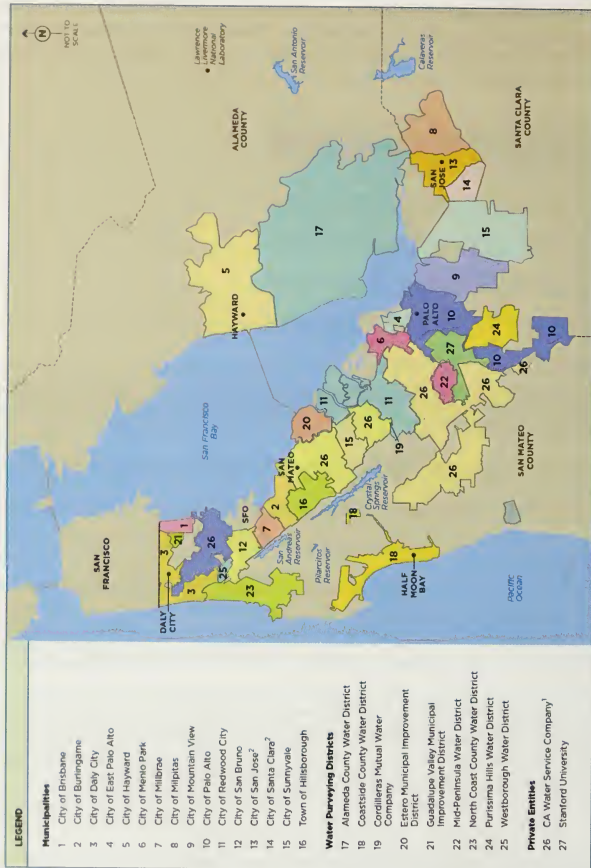 LEGEND
Municipalities
1 City of Brisbane
2 City of Burlingame
3 City of Daly City
4 City of East Palo Alto
5 City of Hayward
6 City of Menlo Park
7 City of Millbrae
8 City of Milpitas
9 City of Mountain View
10 City of Palo Alto
11 City of Redwood City
12 City of San Bruno
13 City of San Jose²
14 City of Santa Clara²
15 City of Sunnyvale
16 Town of Hillsborough
Water Purveying Districts
17 Alameda County Water District
18 Coastside County Water District
19 Cordilleras Mutual Water
Company
20 Estero Municipal Improvement
District
21 Guadalupe Valley Municipal
Improvement District
22 Mid-Peninsula Water District
23 North Coast County Water District
24 Purissima Hills Water District
25 Westborough Water District
Private Entities
26 CA Water Service Company¹
27 Stanford University
N
NOT TO
SCALE
SAN
FRANCISCO
DALY
CITY
3
21
1
3
26
25
12
23
SFO
7
2
16
SAN
MATEO
San
Andreas
Reservoir
Pilarcitos
Reservoir
Crystal
Springs
Reservoir
18
18
HALF
MOON
BAY
Pacific
Ocean
San Francisco
Bay
20
26
15
26
11
11
19
26
26
22
26
26
6
4
PALO
ALTO
10
27
10
24
10
9
15
14
13
SAN
JOSE
8
5
HAYWARD
17
ALAMEDA
COUNTY
SAN MATEO
COUNTY
SANTA CLARA
COUNTY
Lawrence
Livermore
National
Laboratory
San Antonio
Reservoir
Calaveras
Reservoir